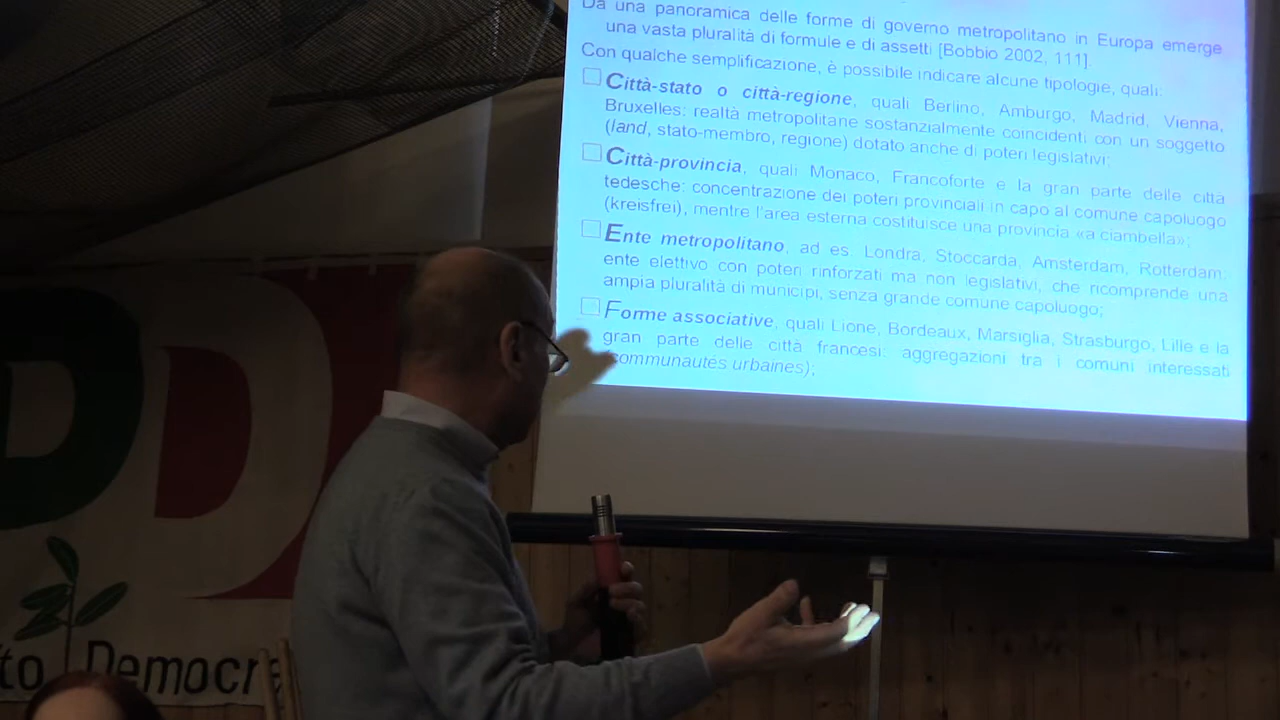 Da una panoramica delle forme di governo metropolitano in Europa emerge
una vasta pluralità di formule e di assetti [Bobbio 2002, 111].
Con qualche semplificazione, è possibile indicare alcune tipologie, quali:
Città-stato o città-regione, quali Berlino, Amburgo, Madrid, Vienna,
Bruxelles: realtà metropolitane sostanzialmente coincidenti con un soggetto
(land, stato-membro, regione) dotato anche di poteri legislativi;
Città-provincia, quali Monaco, Francoforte e la gran parte delle città
tedesche: concentrazione dei poteri provinciali in capo al comune capoluogo
(kreisfrei), mentre l'area esterna costituisce una provincia «a ciambella»;
Ente metropolitano, ad es. Londra, Stoccarda, Amsterdam, Rotterdam:
ente elettivo con poteri rinforzati ma non legislativi, che ricomprende una
ampia pluralità di municipi, senza grande comune capoluogo;
Forme associative, quali Lione, Bordeaux, Marsiglia, Strasburgo, Lille e la
gran parte delle città francesi: aggregazioni tra i comuni interessati
communautés urbaines);
PD
to Democr